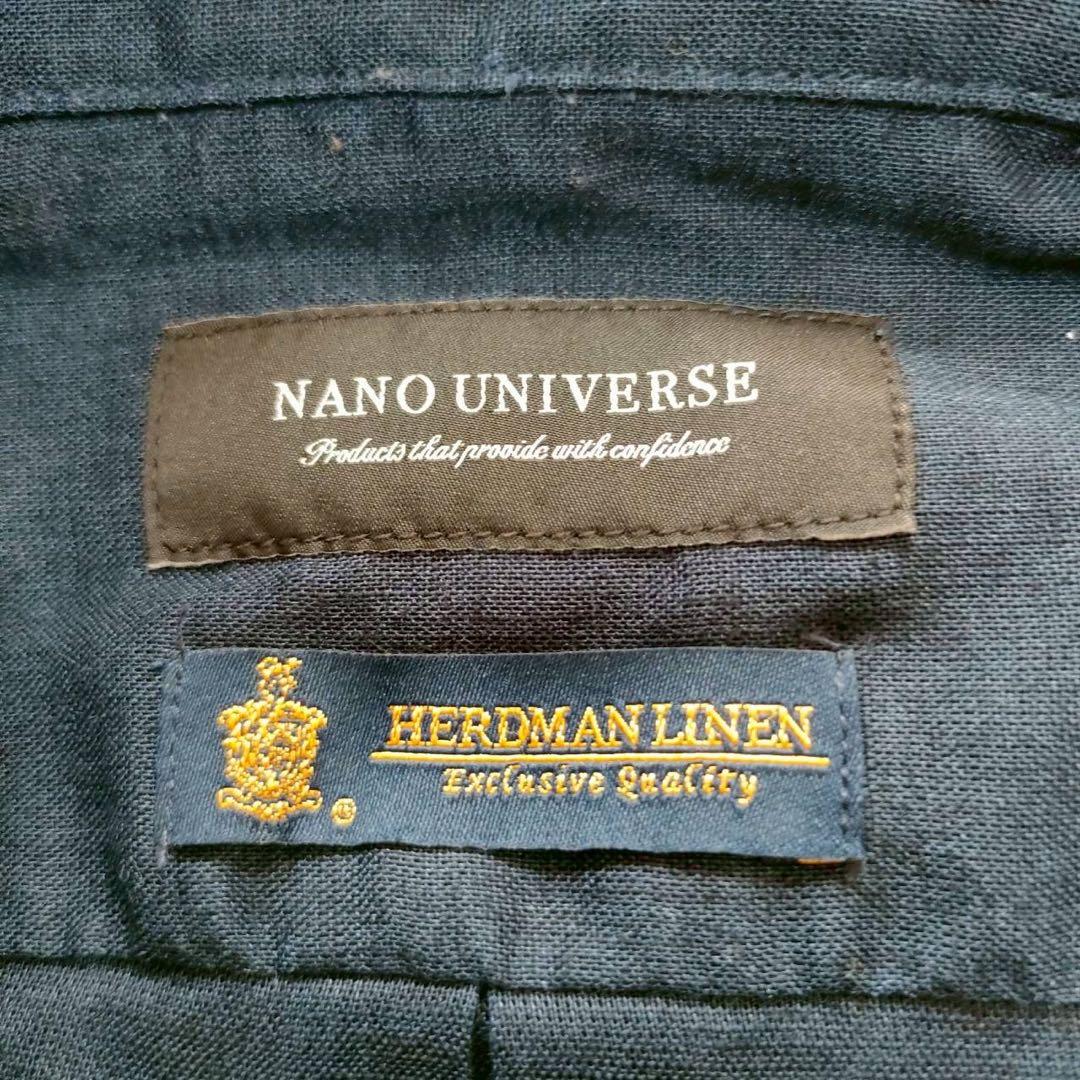 NANO UNIVERSE
Products that provide with confidence
HERDMAN LINEN
Exclusive Quality
®